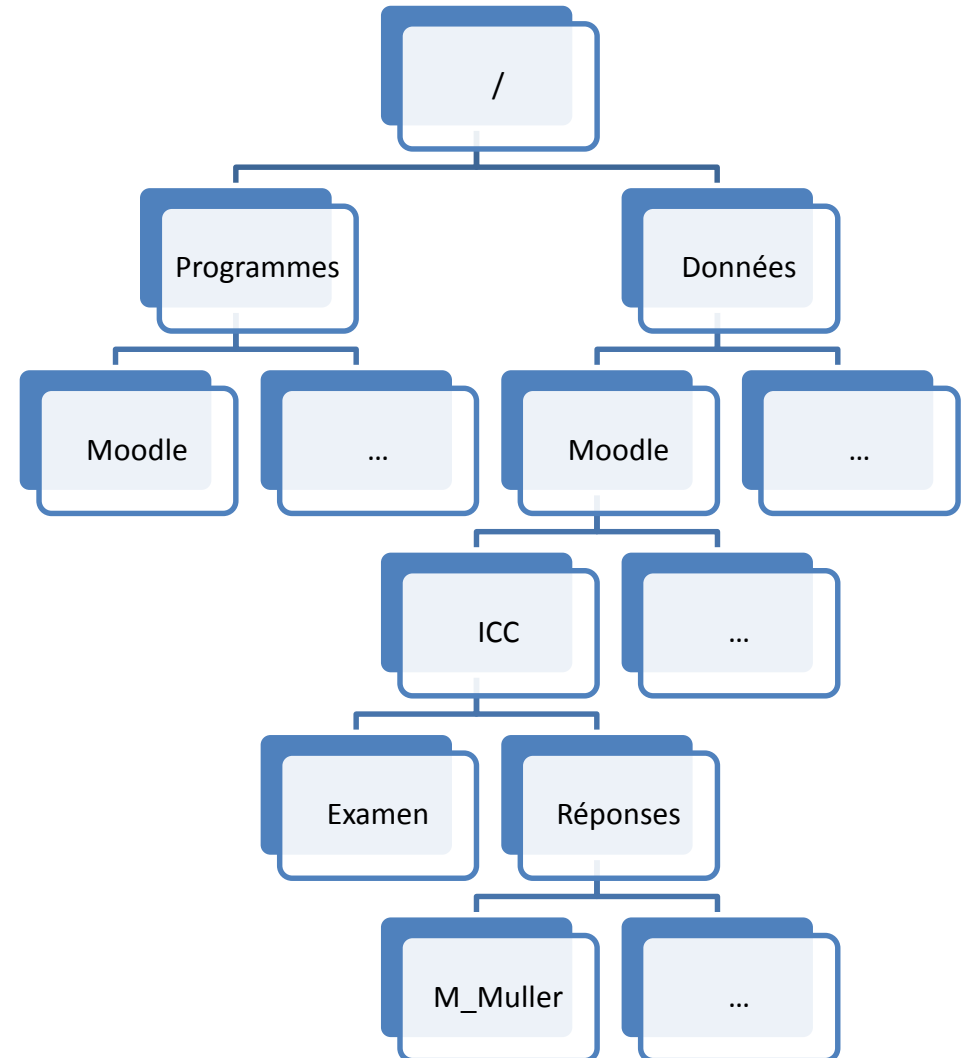 /
Programmes
Données
Moodle
...
Moodle
...
ICC
...
Examen
Réponses
M_Muller
...